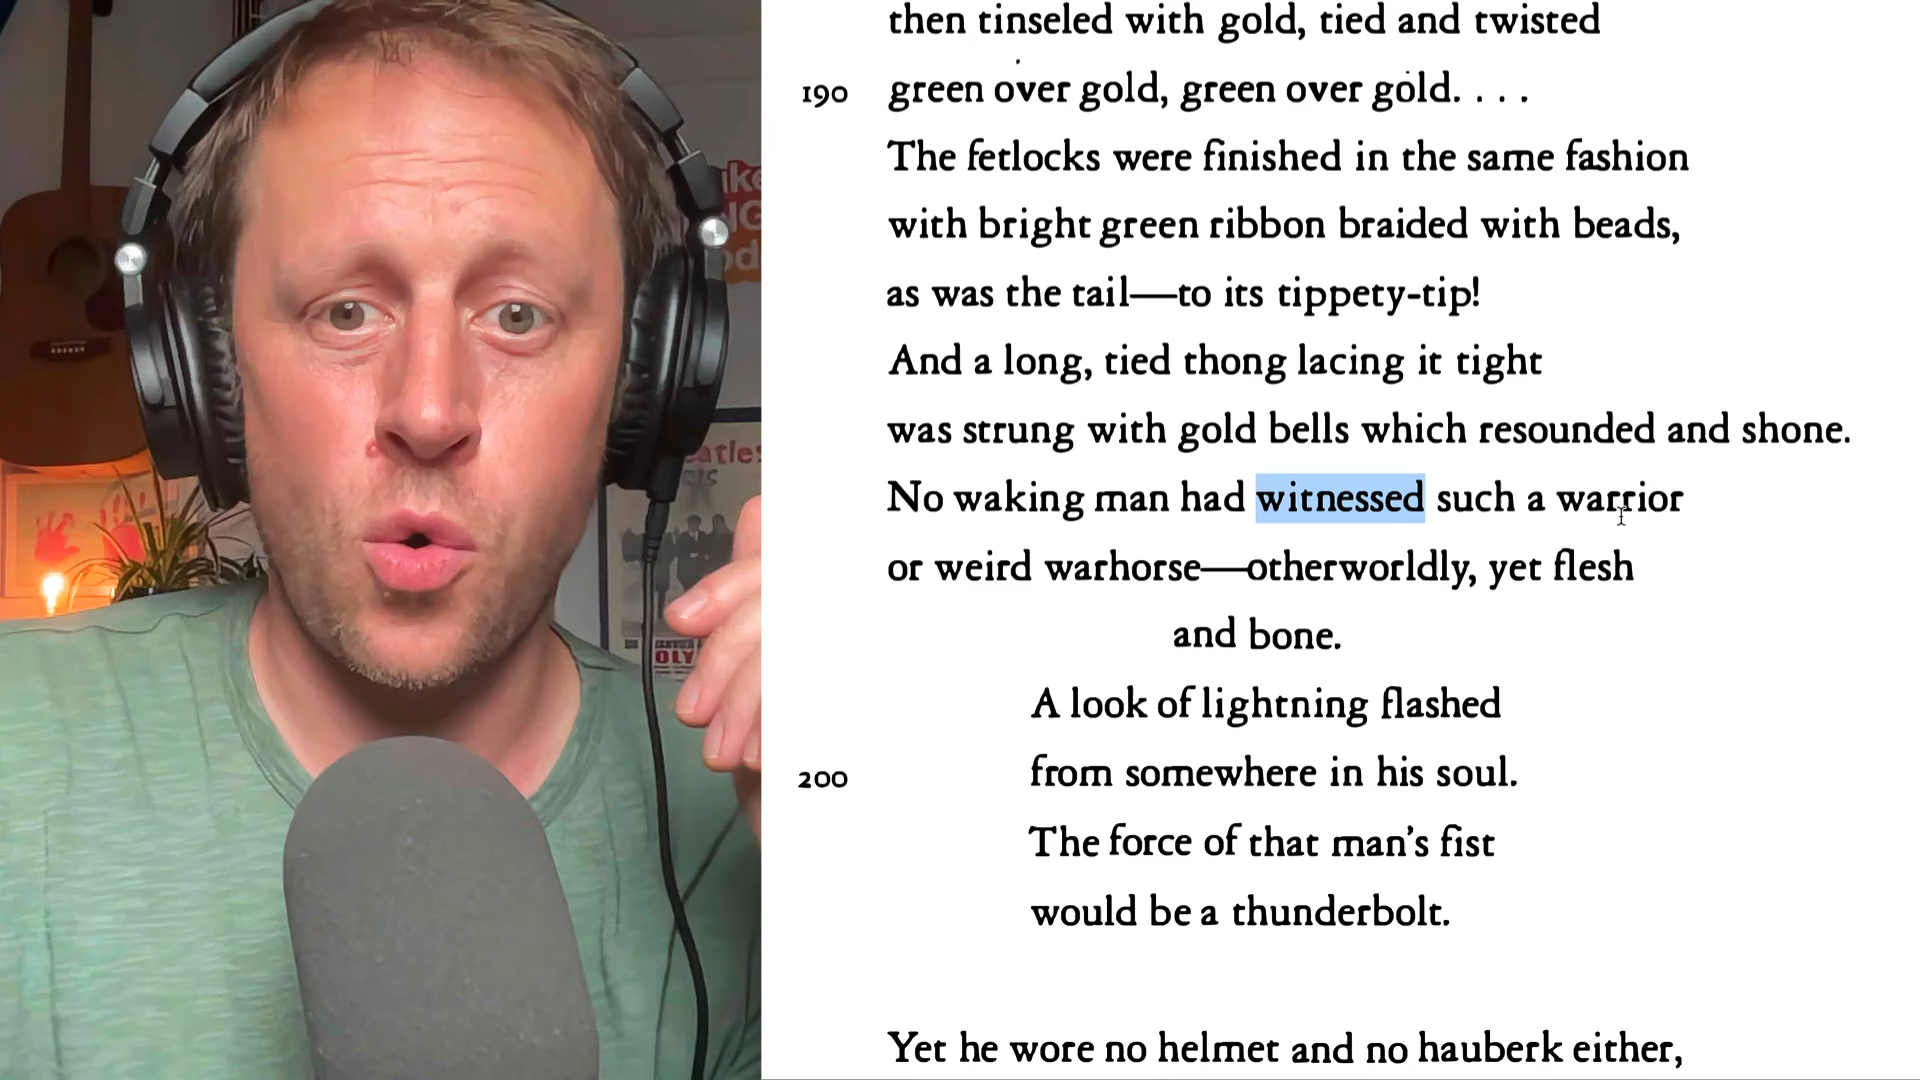 then tinseled with gold, tied and twisted
190 green over gold, green over gold. . . .
The fetlocks were finished in the same fashion
with bright green ribbon braided with beads,
as was the tail—to its tippety-tip!
And a long, tied thong lacing it tight
was strung with gold bells which resounded and shone.
No waking man had witnessed such a warrior
or weird warhorse—otherworldly, yet flesh
and bone.
A look of lightning flashed
200 from somewhere in his soul.
The force of that man's fist
would be a thunderbolt.
Yet he wore no helmet and no hauberk either,
OLY